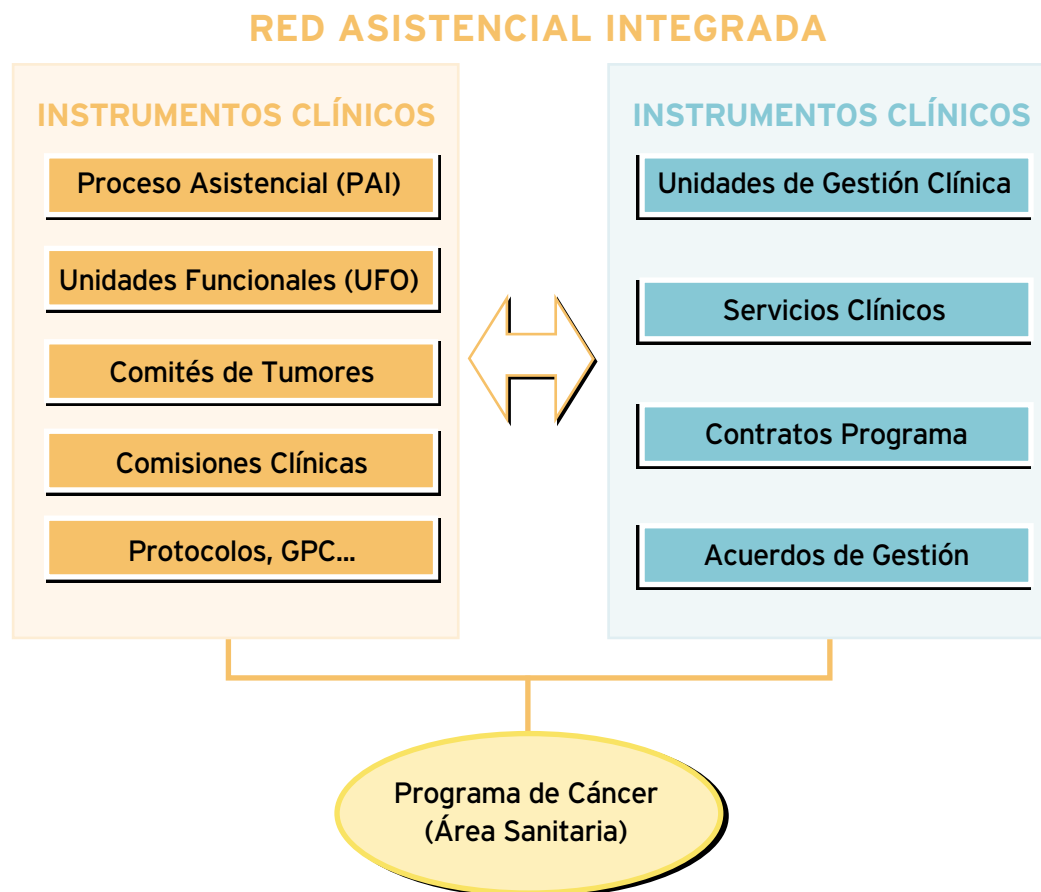 RED ASISTENCIAL INTEGRADA
INSTRUMENTOS CLÍNICOS
Proceso Asistencial (PAI)
Unidades Funcionales (UFO)
Comités de Tumores
Comisiones Clínicas
Protocolos, GPC...
INSTRUMENTOS CLÍNICOS
Unidades de Gestión Clínica
Servicios Clínicos
Contratos Programa
Acuerdos de Gestión
Programa de Cáncer
(Área Sanitaria)